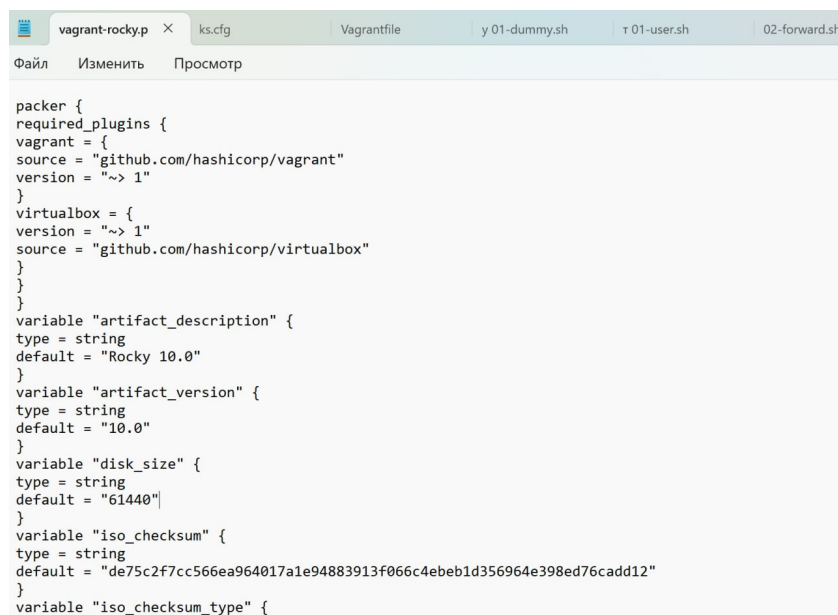 vagrant-rocky.p ks.cfg Vagrantfile y 01-dummy.sh т 01-user.sh 02-forward.sh
Файл Изменить Просмотр
packer {
required_plugins {
vagrant = {
source = "github.com/hashicorp/vagrant"
version = "~> 1"
}
virtualbox = {
version = "~> 1"
source = "github.com/hashicorp/virtualbox"
}
}
}
variable "artifact_description" {
type = string
default = "Rocky 10.0"
}
variable "artifact_version" {
type = string
default = "10.0"
}
variable "disk_size" {
type = string
default = "61440"
}
variable "iso_checksum" {
type = string
default = "de75c2f7cc566ea964017a1e94883913f066c4ebeb1d356964e398ed76cadd12"
}
variable "iso_checksum_type" {